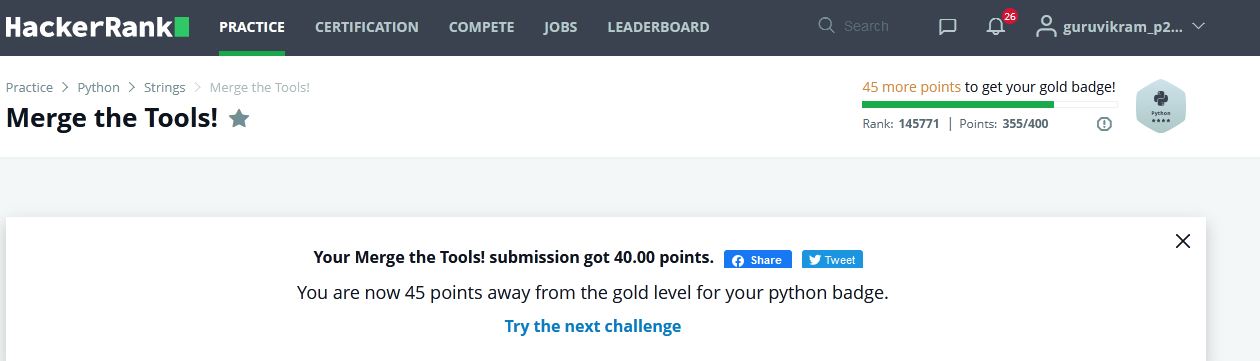 HackerRank PRACTICE CERTIFICATION COMPETE JOBS LEADERBOARD Search 26 guruvikram_p2...
Practice > Python > Strings > Merge the Tools!
45 more points to get your gold badge!
Merge the Tools!
Python
Rank: 145771 | Points: 355/400
Your Merge the Tools! submission got 40.00 points. Share Tweet
You are now 45 points away from the gold level for your python badge.
Try the next challenge